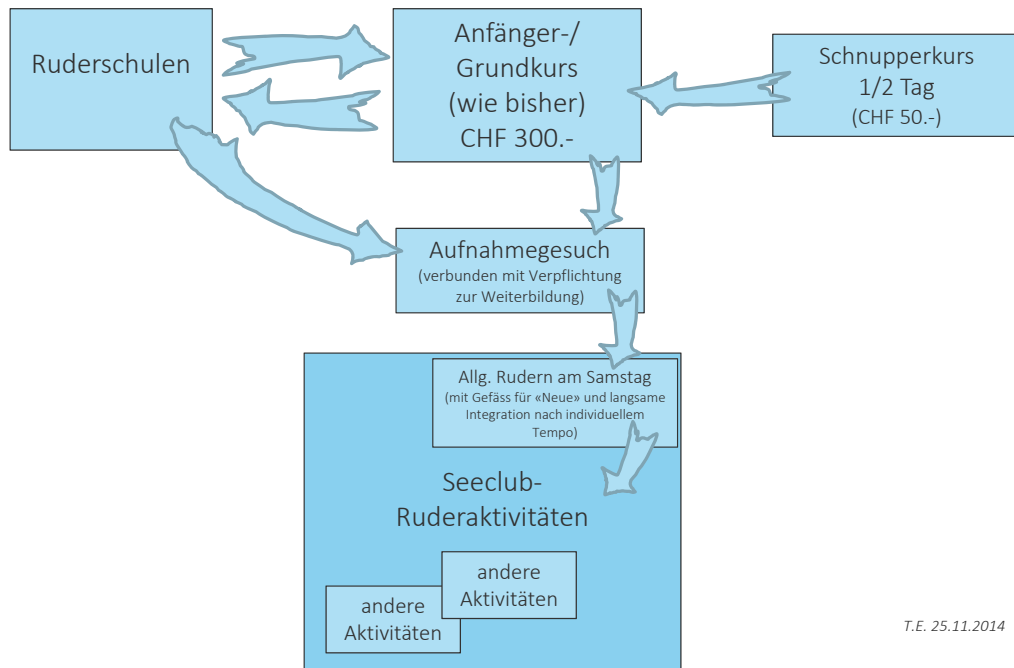 Ruderschulen
Anfänger-/
Grundkurs
(wie bisher)
CHF 300.-
Schnupperkurs
1/2 Tag
(CHF 50.-)
Aufnahmegesuch
(verbunden mit Verpflichtung
zur Weiterbildung)
Allg. Rudern am Samstag
(mit Gefäss für «Neue» und langsame
Integration nach individuellem
Tempo)
Seeclub-
Ruderaktivitäten
andere
Aktivitäten
andere
Aktivitäten
T.E. 25.11.2014